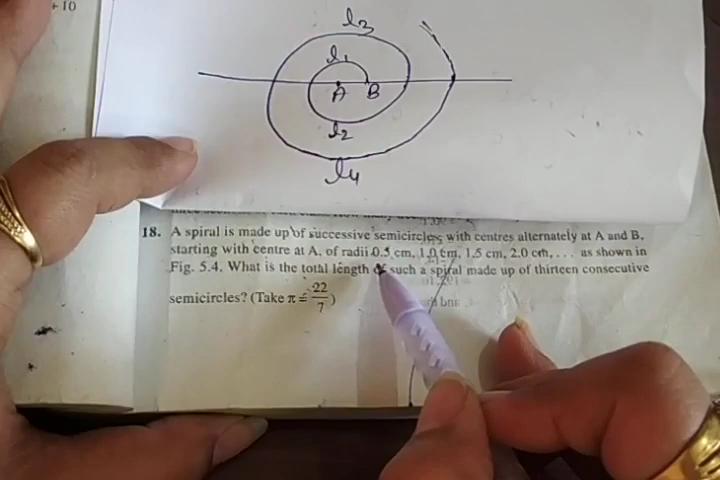 +10
l3
l1
A B
l2
l4
18. A spiral is made up of successive semicircles, with centres alternately at A and B,
starting with centre at A, of radii 0.5 cm, 1.0 cm, 1.5 cm, 2.0 cm, . . . as shown in
Fig. 5.4. What is the total length of such a spiral made up of thirteen consecutive
semicircles? (Take π = 22/7)